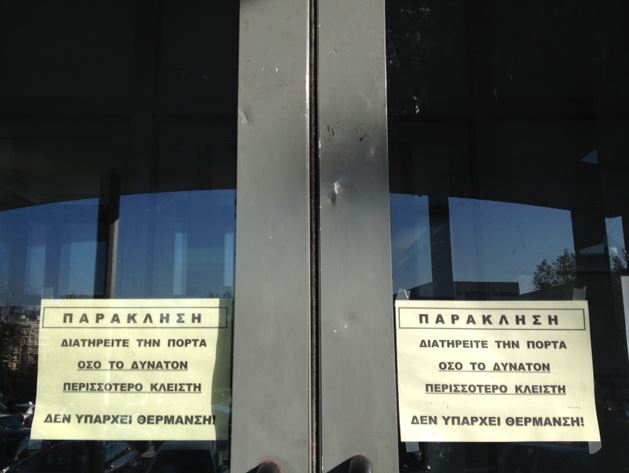 ΠΑΡΑΚΛΗΣΗ
ΔΙΑΤΗΡΕΙΤΕ ΤΗΝ ΠΟΡΤΑ
ΟΣΟ ΤΟ ΔΥΝΑΤΟΝ
ΠΕΡΙΣΣΟΤΕΡΟ ΚΛΕΙΣΤΗ
ΔΕΝ ΥΠΑΡΧΕΙ ΘΕΡΜΑΝΣΗ!
ΠΑΡΑΚΛΗΣΗ
ΔΙΑΤΗΡΕΙΤΕ ΤΗΝ ΠΟΡΤΑ
ΟΣΟ ΤΟ ΔΥΝΑΤΟΝ
ΠΕΡΙΣΣΟΤΕΡΟ ΚΛΕΙΣΤΗ
ΔΕΝ ΥΠΑΡΧΕΙ ΘΕΡΜΑΝΣΗ!